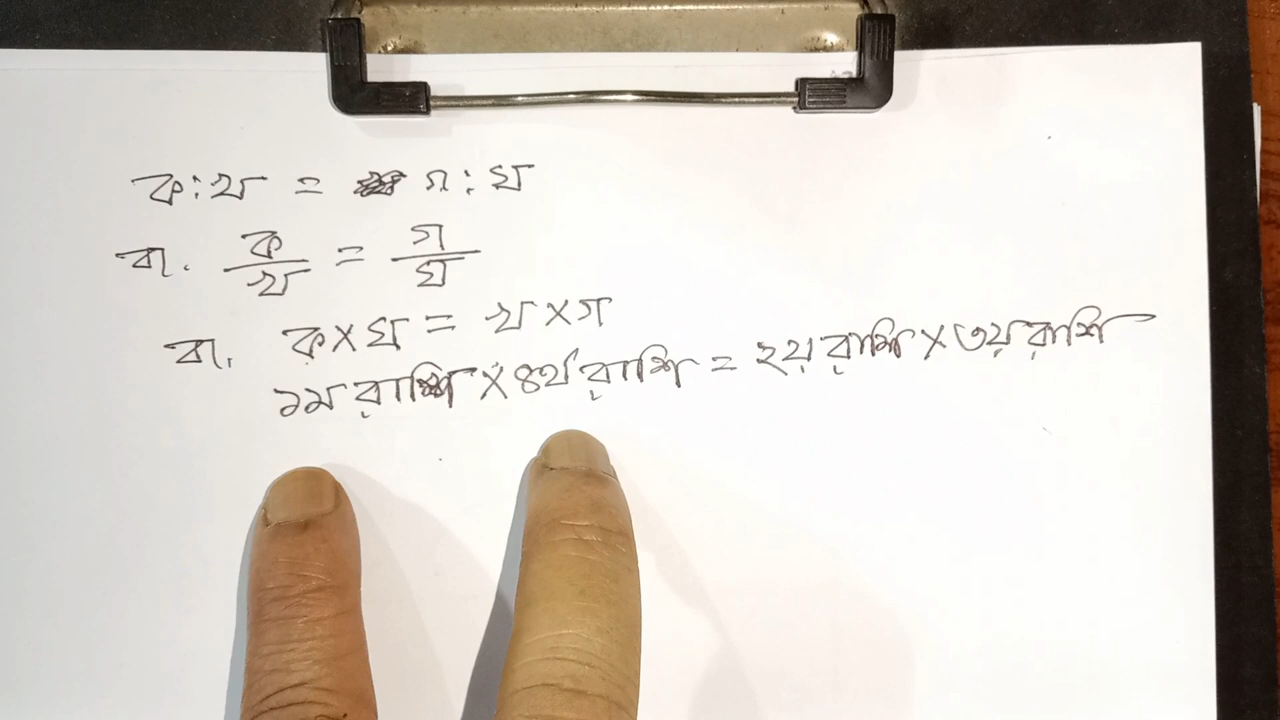 ক : খ = গ : ঘ
বা. ক/খ = গ/ঘ
বা. ক × ঘ = খ × গ
১ম রাশি × ৪র্থ রাশি = ২য় রাশি × ৩য় রাশি